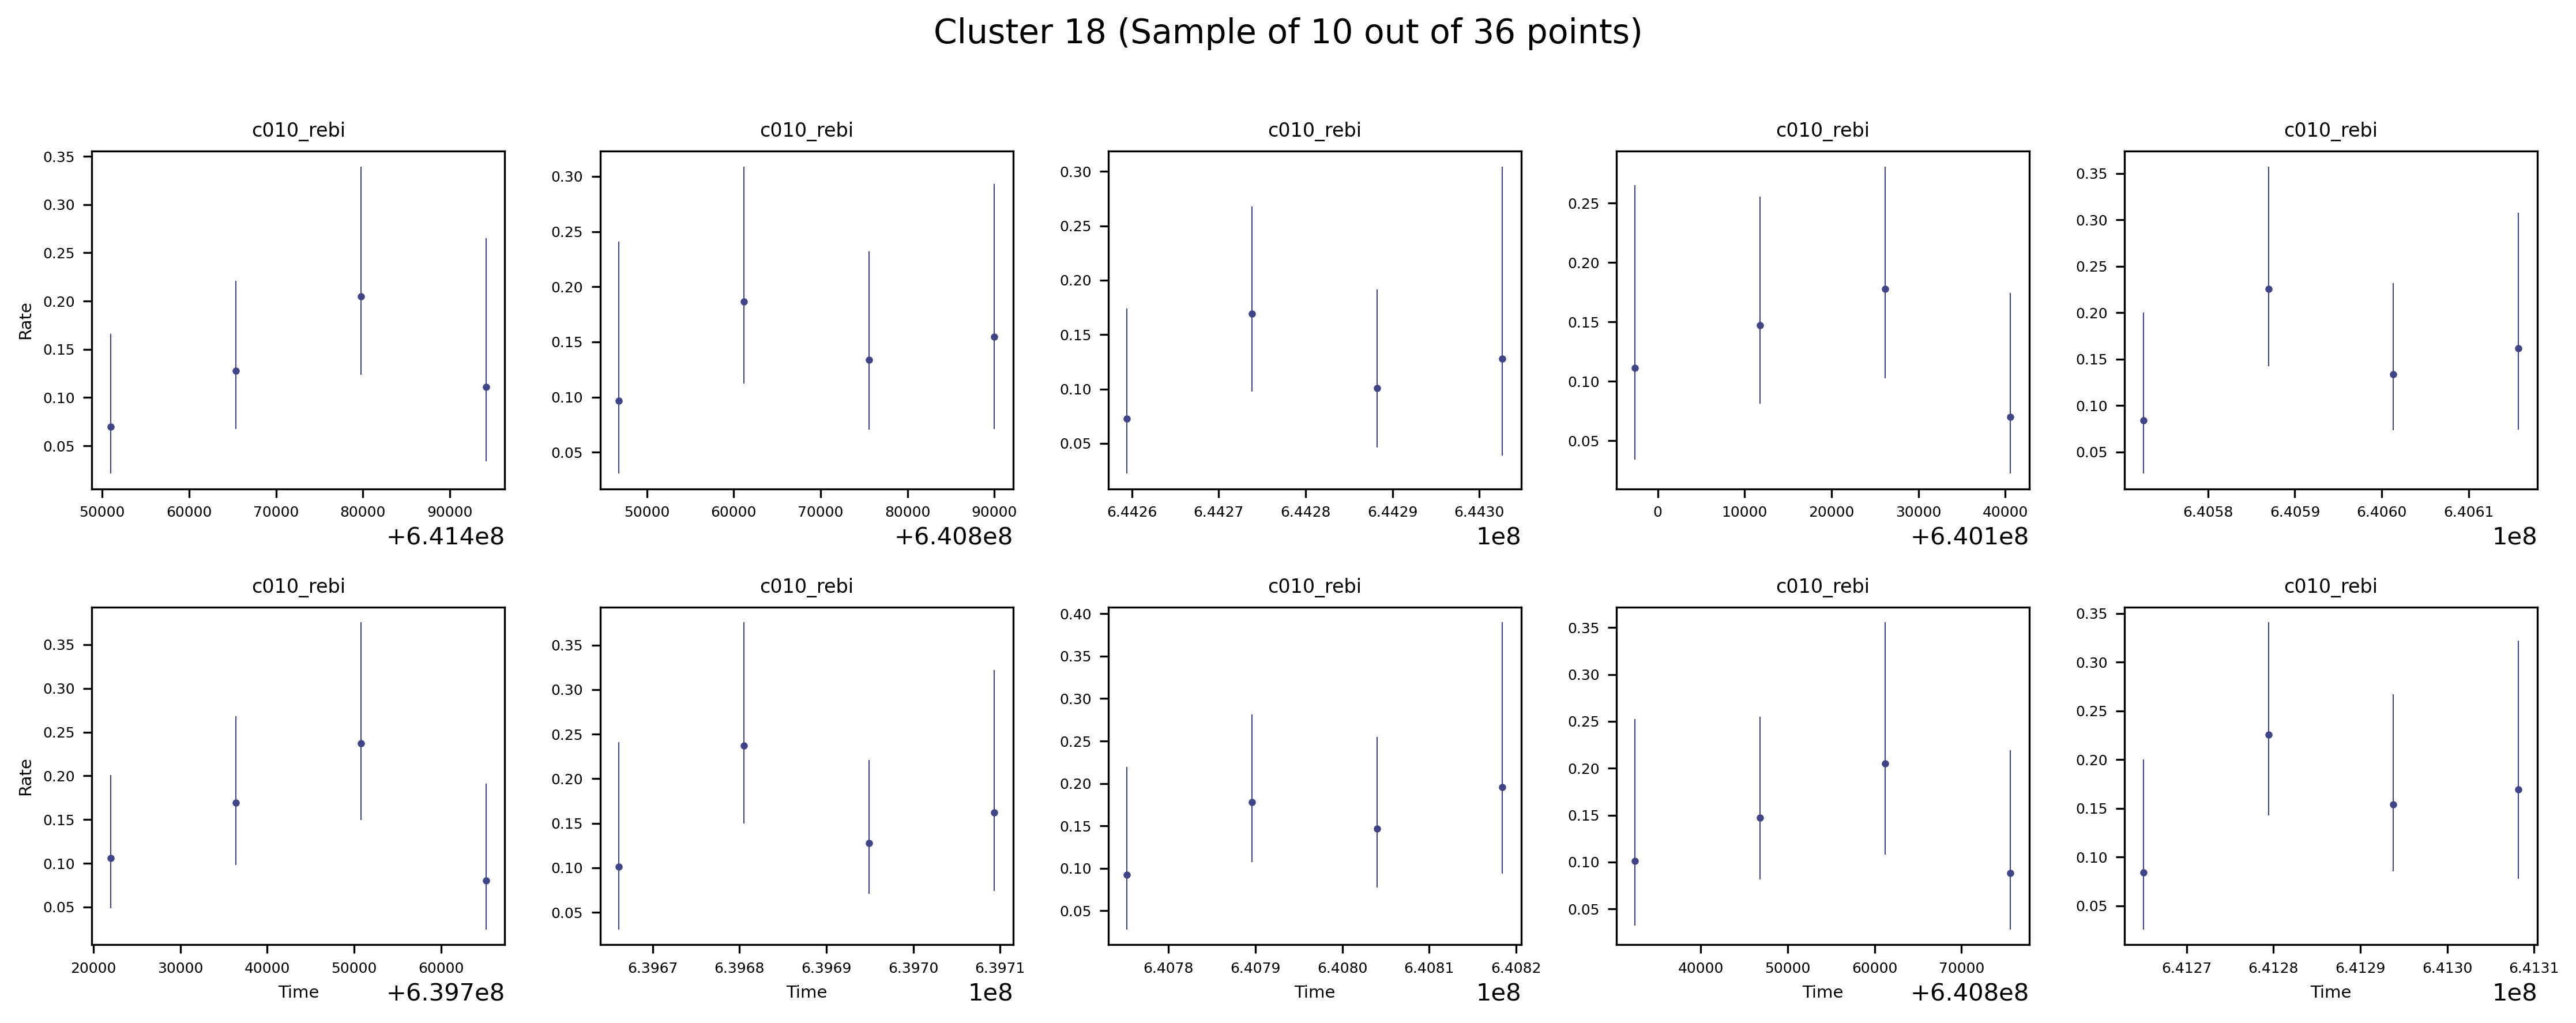 Cluster 18 (Sample of 10 out of 36 points)
c010_rebi c010_rebi c010_rebi c010_rebi c010_rebi
Rate
0.35 0.30 0.25 0.20 0.15 0.10 0.05
50000 60000 70000 80000 90000
+6.414e8
0.30 0.25 0.20 0.15 0.10 0.05
50000 60000 70000 80000 90000
+6.408e8
0.30 0.25 0.20 0.15 0.10 0.05
6.4426 6.4427 6.4428 6.4429 6.4430
1e8
0.25 0.20 0.15 0.10 0.05
0 10000 20000 30000 40000
+6.401e8
0.35 0.30 0.25 0.20 0.15 0.10 0.05
6.4058 6.4059 6.4060 6.4061
1e8
c010_rebi c010_rebi c010_rebi c010_rebi c010_rebi
Rate
0.35 0.30 0.25 0.20 0.15 0.10 0.05
20000 30000 40000 50000 60000
Time +6.397e8
0.35 0.30 0.25 0.20 0.15 0.10 0.05
6.3967 6.3968 6.3969 6.3970 6.3971
Time 1e8
0.40 0.35 0.30 0.25 0.20 0.15 0.10 0.05
6.4078 6.4079 6.4080 6.4081 6.4082
Time 1e8
0.35 0.30 0.25 0.20 0.15 0.10 0.05
40000 50000 60000 70000
Time +6.408e8
0.35 0.30 0.25 0.20 0.15 0.10 0.05
6.4127 6.4128 6.4129 6.4130 6.4131
Time 1e8